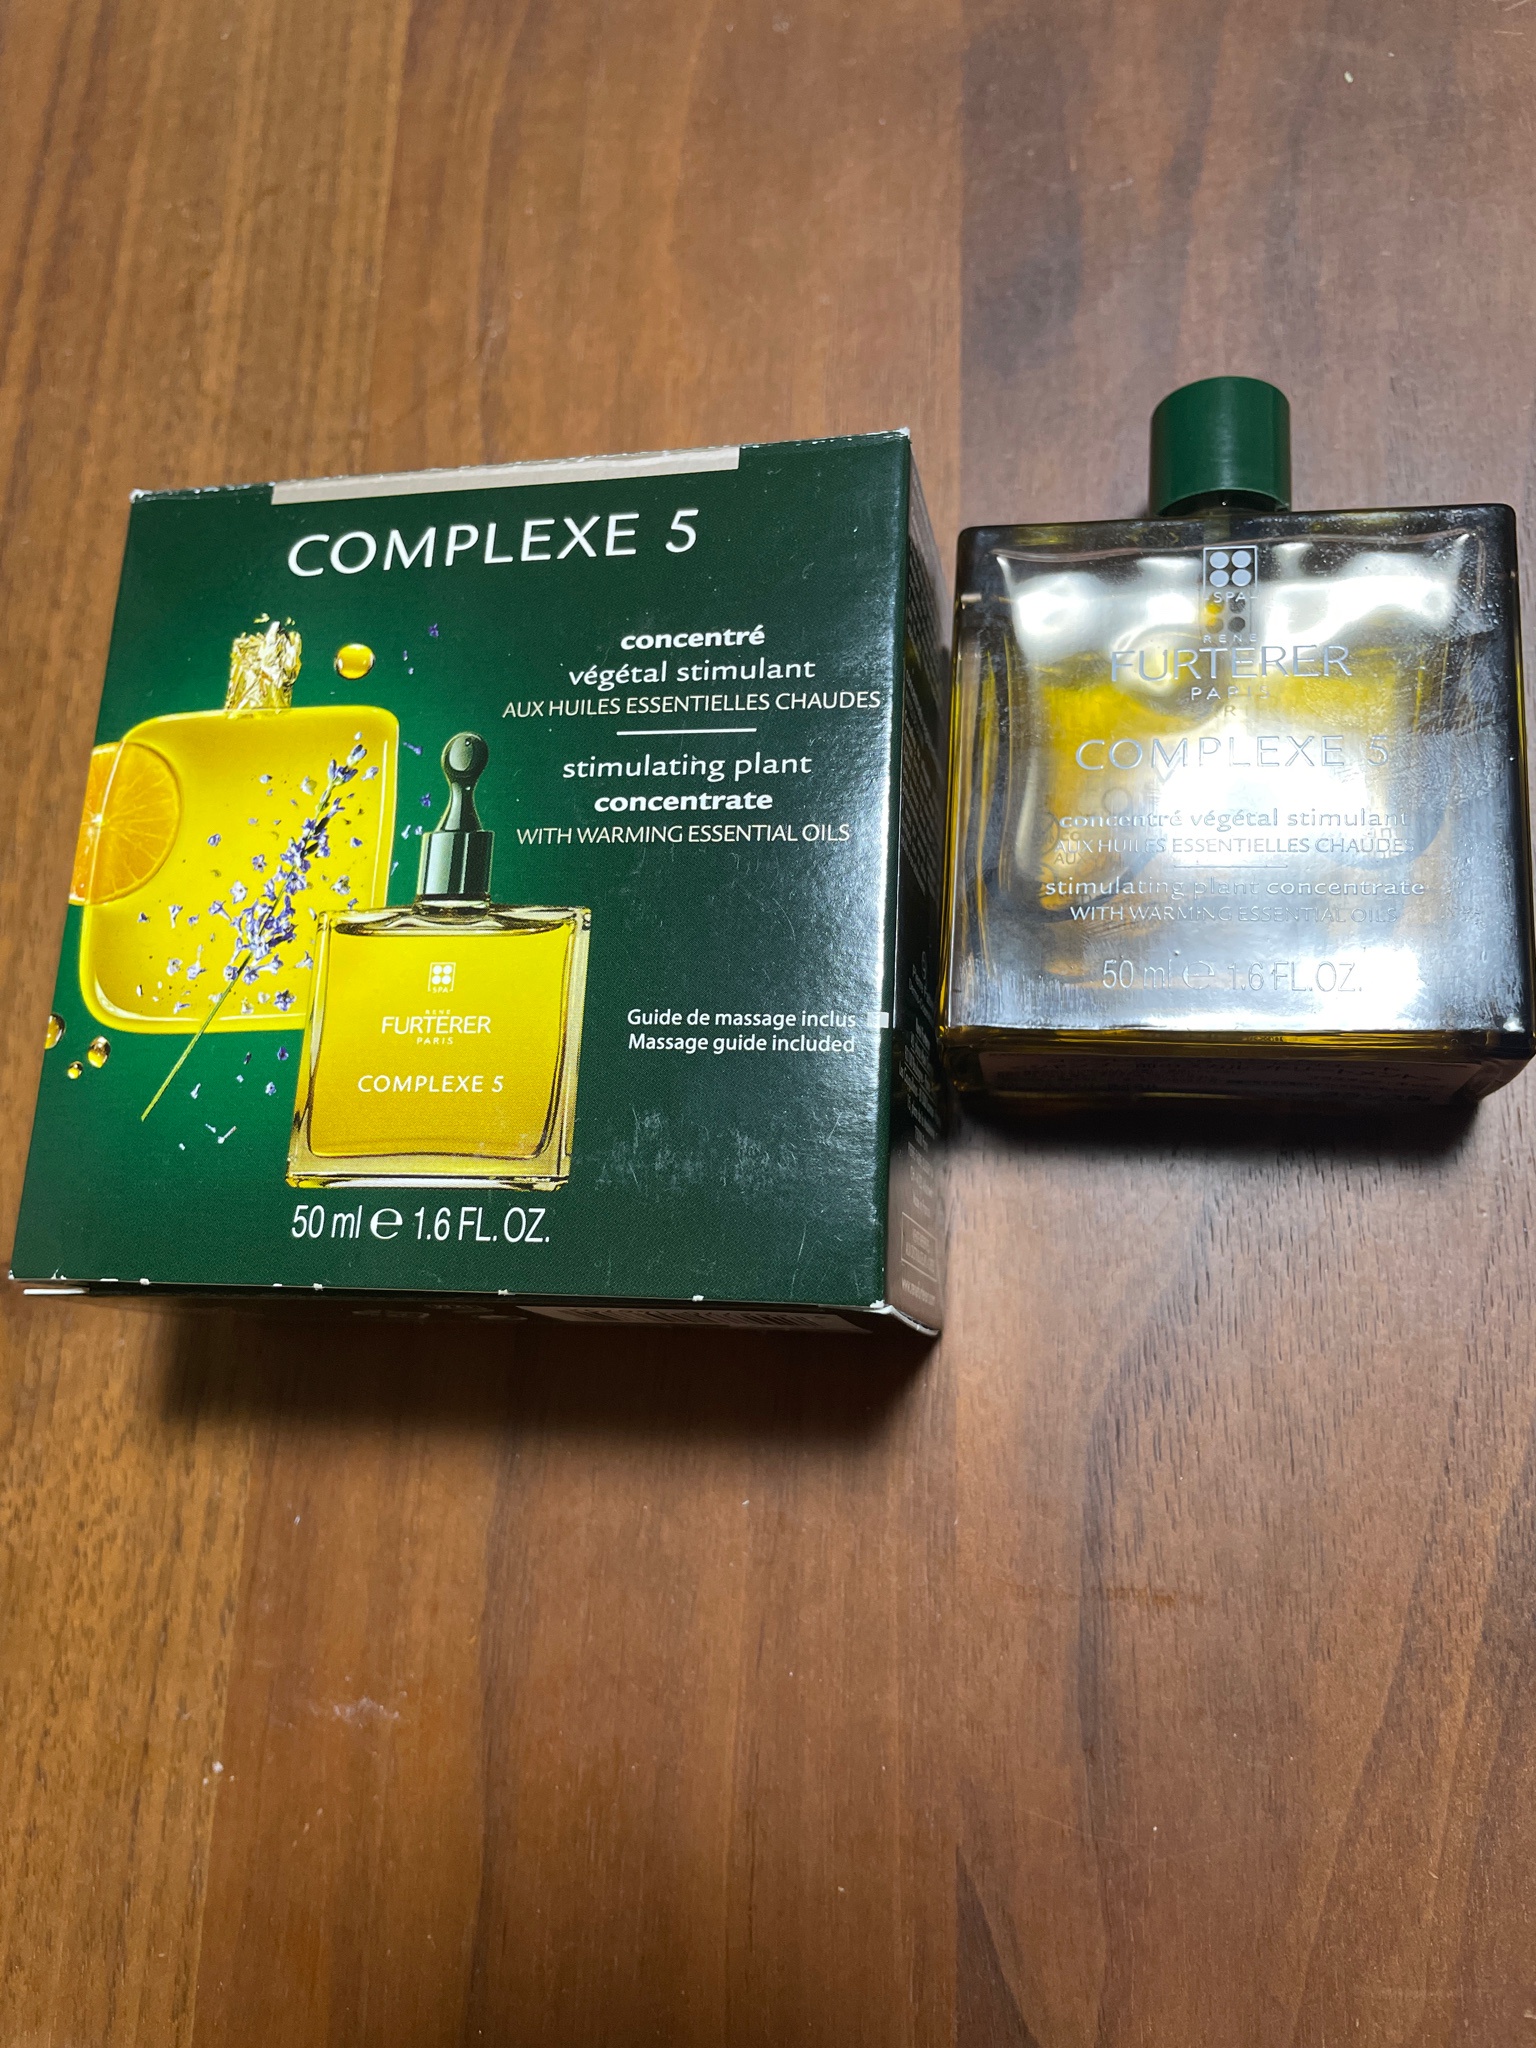 COMPLEXE 5
concentré
végétal stimulant
AUX HUILES ESSENTIELLES CHAUDES
stimulating plant
concentrate
WITH WARMING ESSENTIAL OILS
SPA
RENE
FURTERER
PARIS
COMPLEXE 5
Guide de massage inclus
Massage guide included
50 ml e 1.6 FL. OZ.
SPA
RENE
FURTERER
PARIS
COMPLEXE 5
concentré végétal stimulant
AUX HUILES ESSENTIELLES CHAUDES
stimulating plant concentrate
WITH WARMING ESSENTIAL OILS
50 ml e 1.6 FL. OZ.